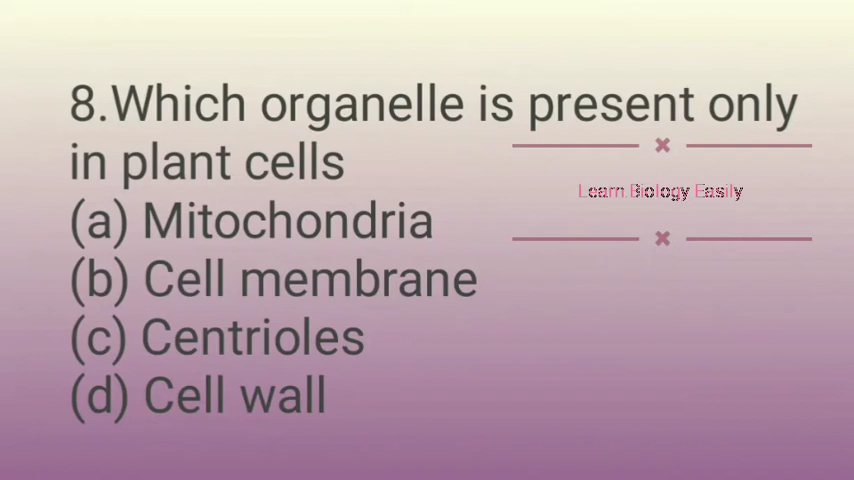 8.Which organelle is present only
in plant cells
Learn Biology Easily
(a) Mitochondria
(b) Cell membrane
(c) Centrioles
(d) Cell wall